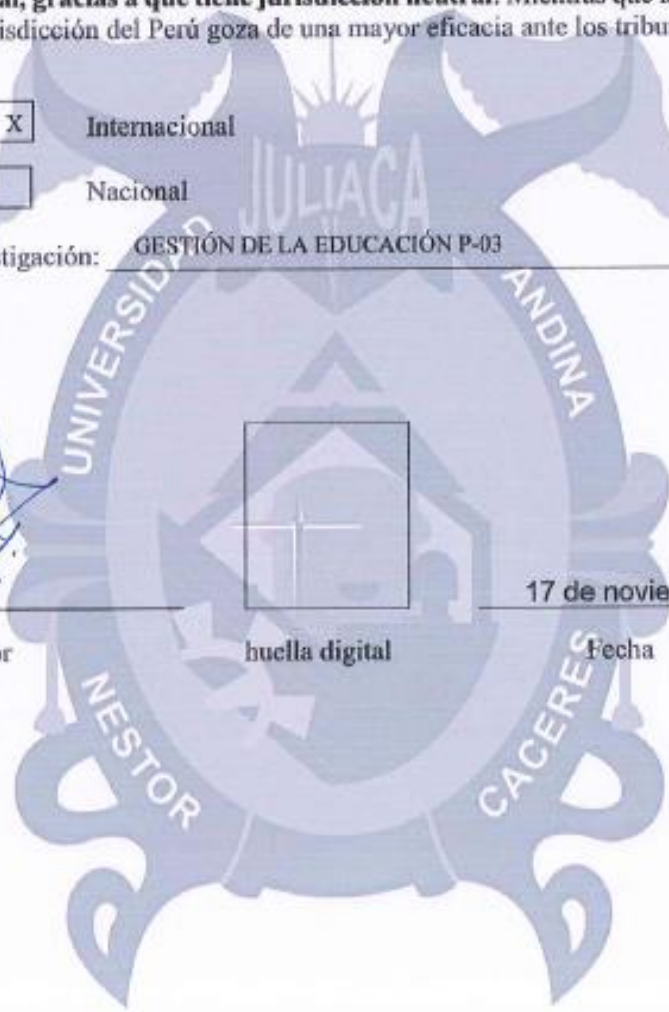 al, gracias a que tiene jurisdicción neutral. Mientras que
isdicción del Perú goza de una mayor eficacia ante los tribu
X Internacional
Nacional
JULIACA
tigación: GESTIÓN DE LA EDUCACIÓN P-03
UNIVERSIDAD
ANDINA
17 de novie
or
huella digital
Fecha
NESTOR
CACERES